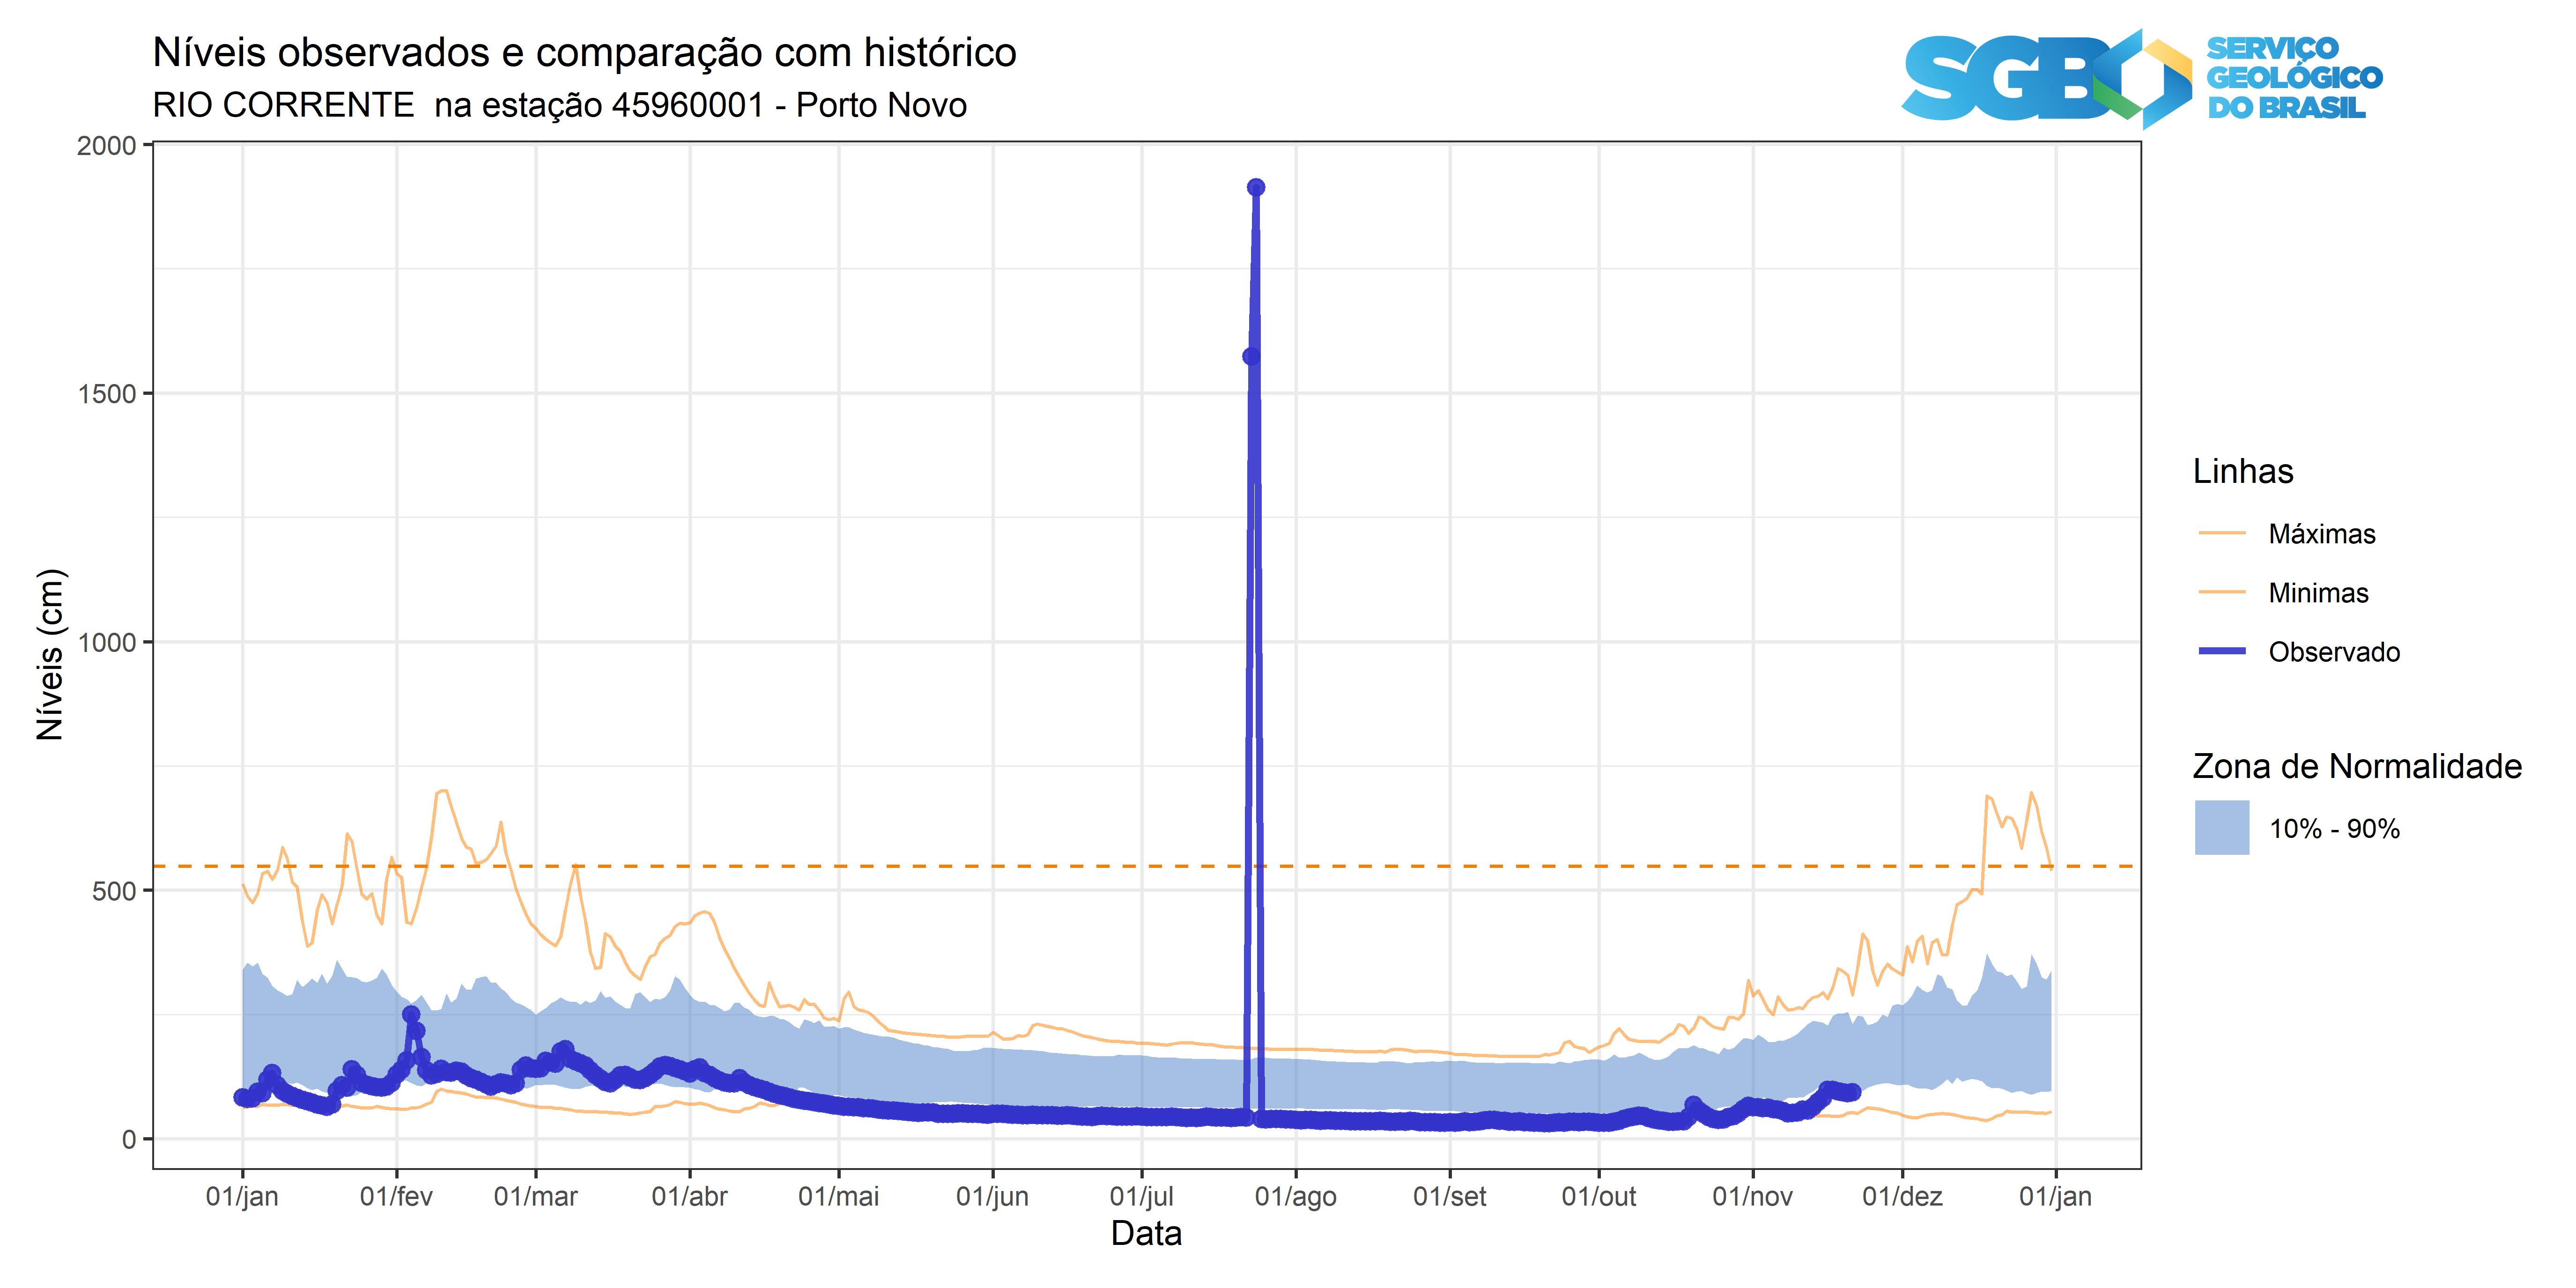 Níveis observados e comparação com histórico
RIO CORRENTE  na estação 45960001 - Porto Novo
SGB
SERVIÇO
GEOLÓGICO
DO BRASIL
Níveis (cm)
2000
1500
1000
500
0
01/jan
01/fev
01/mar
01/abr
01/mai
01/jun
01/jul
01/ago
01/set
01/out
01/nov
01/dez
01/jan
Data
Linhas
Máximas
Minimas
Observado
Zona de Normalidade
10% - 90%